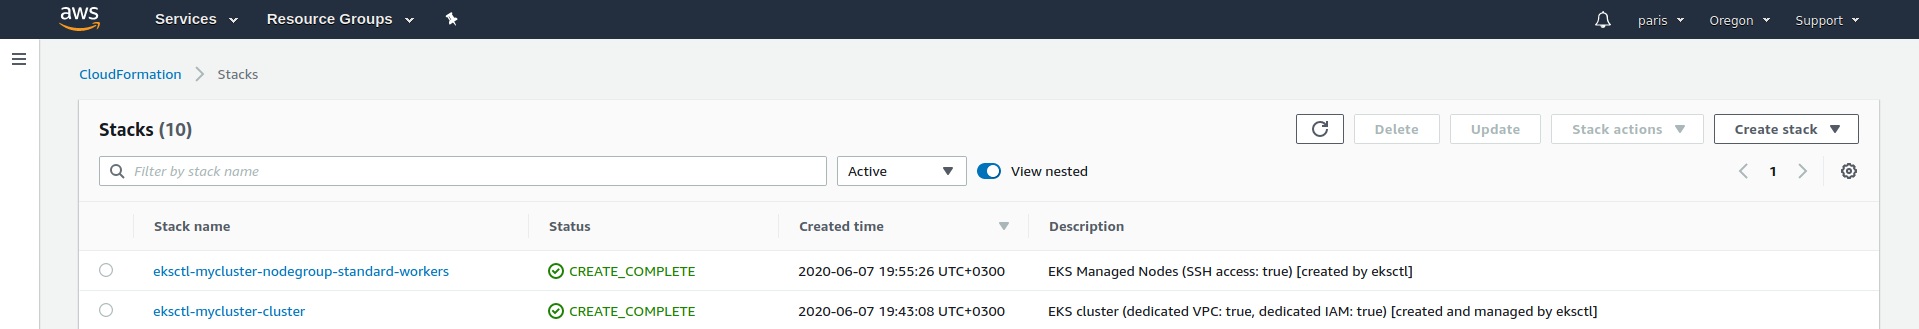 aws Services Resource Groups paris Oregon Support
CloudFormation Stacks
Stacks (10) Delete Update Stack actions Create stack
Filter by stack name Active View nested 1
Stack name Status Created time Description
eksctl-mycluster-nodegroup-standard-workers CREATE_COMPLETE 2020-06-07 19:55:26 UTC+0300 EKS Managed Nodes (SSH access: true) [created by eksctl]
eksctl-mycluster-cluster CREATE_COMPLETE 2020-06-07 19:43:08 UTC+0300 EKS cluster (dedicated VPC: true, dedicated IAM: true) [created and managed by eksctl]